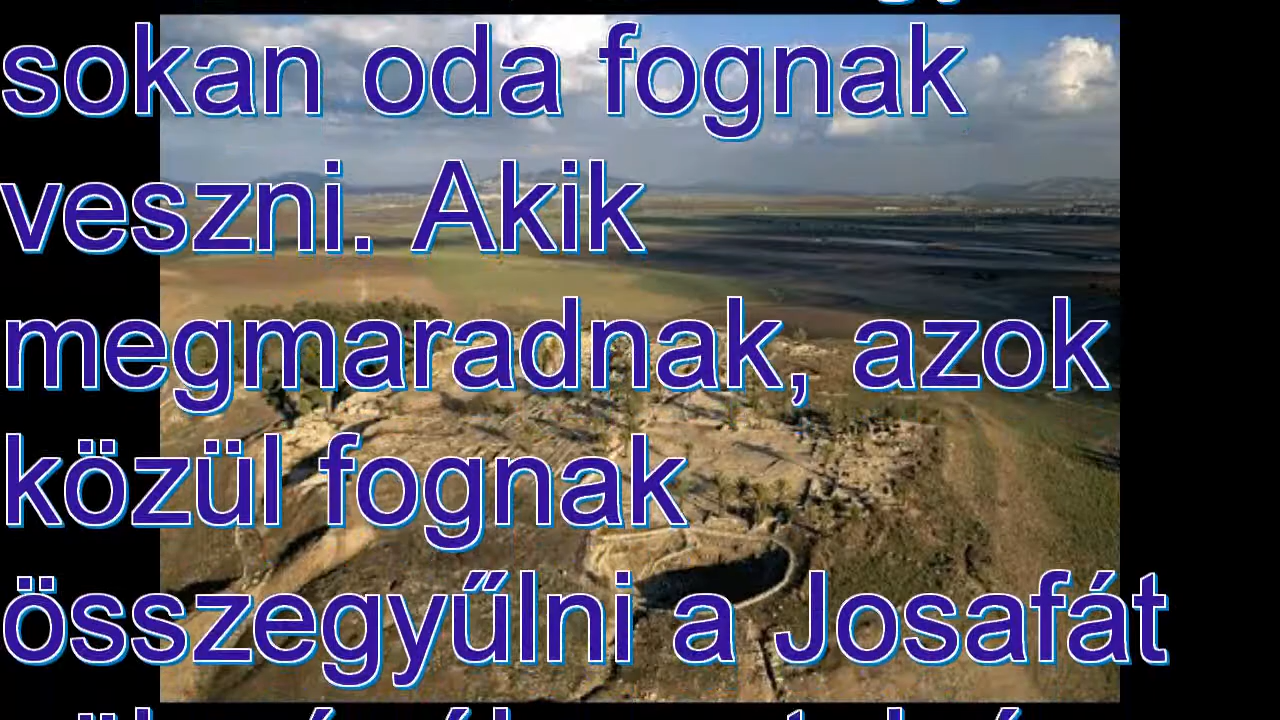 sokan oda fognak
veszni. Akik
megmaradnak, azok
közül fognak
összegyűlni a Josafát